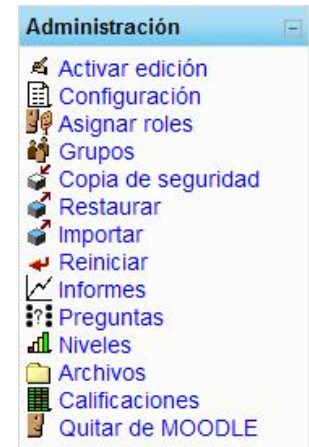 Administración
Activar edición
Configuración
Asignar roles
Grupos
Copia de seguridad
Restaurar
Importar
Reiniciar
Informes
Preguntas
Niveles
Archivos
Calificaciones
Quitar de MOODLE